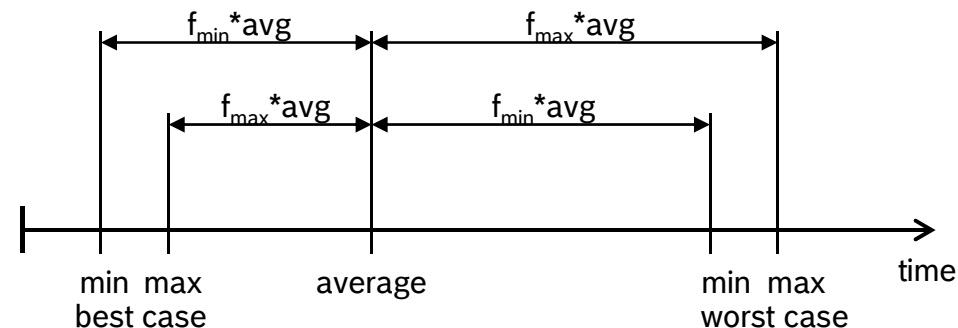 f_min*avg f_max*avg
f_max*avg f_min*avg
min max average min max time
best case worst case